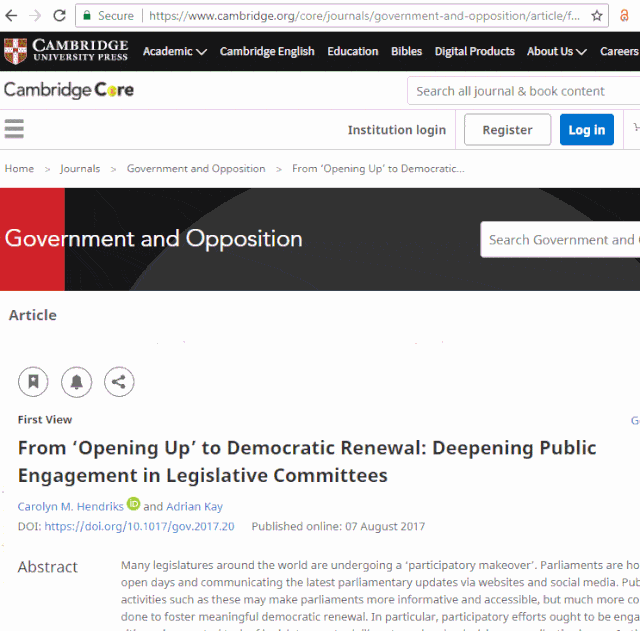 Secure https://www.cambridge.org/core/journals/government-and-opposition/article/f...
CAMBRIDGE UNIVERSITY PRESS Academic Cambridge English Education Bibles Digital Products About Us Careers
Cambridge Core Search all journal & book content
Institution login Register Log in
Home > Journals > Government and Opposition > From ‘Opening Up’ to Democratic...
Government and Opposition Search Government and
Article
First View
From ‘Opening Up’ to Democratic Renewal: Deepening Public
Engagement in Legislative Committees
Carolyn M. Hendriks iD and Adrian Kay
DOI: https://doi.org/10.1017/gov.2017.20 Published online: 07 August 2017
Abstract Many legislatures around the world are undergoing a ‘participatory makeover’. Parliaments are ho
open days and communicating the latest parliamentary updates via websites and social media. Pub
activities such as these may make parliaments more informative and accessible, but much more co
done to foster meaningful democratic renewal. In particular, participatory efforts ought to be engag